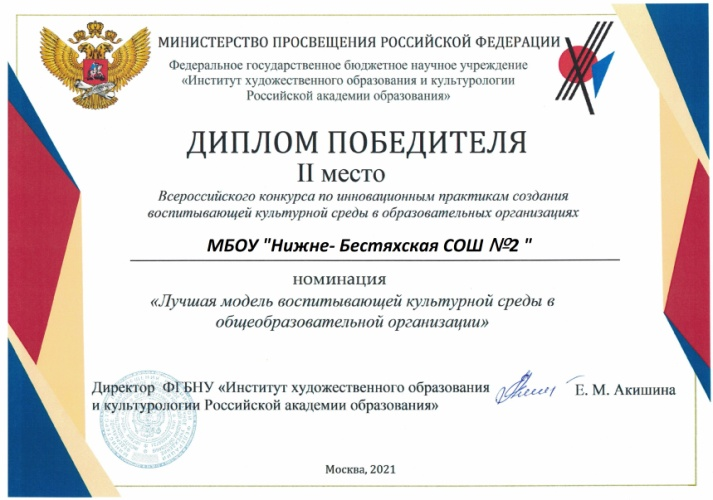 МИНИСТЕРСТВО ПРОСВЕЩЕНИЯ РОССИЙСКОЙ ФЕДЕРАЦИИ
Федеральное государственное бюджетное научное учреждение
«Институт художественного образования и культурологии
Российской академии образования»
ДИПЛОМ ПОБЕДИТЕЛЯ
II место
Всероссийского конкурса по инновационным практикам создания
воспитывающей культурной среды в образовательных организациях
МБОУ "Нижне- Бестяхская СОШ №2 "
номинация
«Лучшая модель воспитывающей культурной среды в
общеобразовательной организации»
Директор ФГБНУ «Институт художественного образования
и культурологии Российской академии образования»
Е. М. Акишина
Москва, 2021